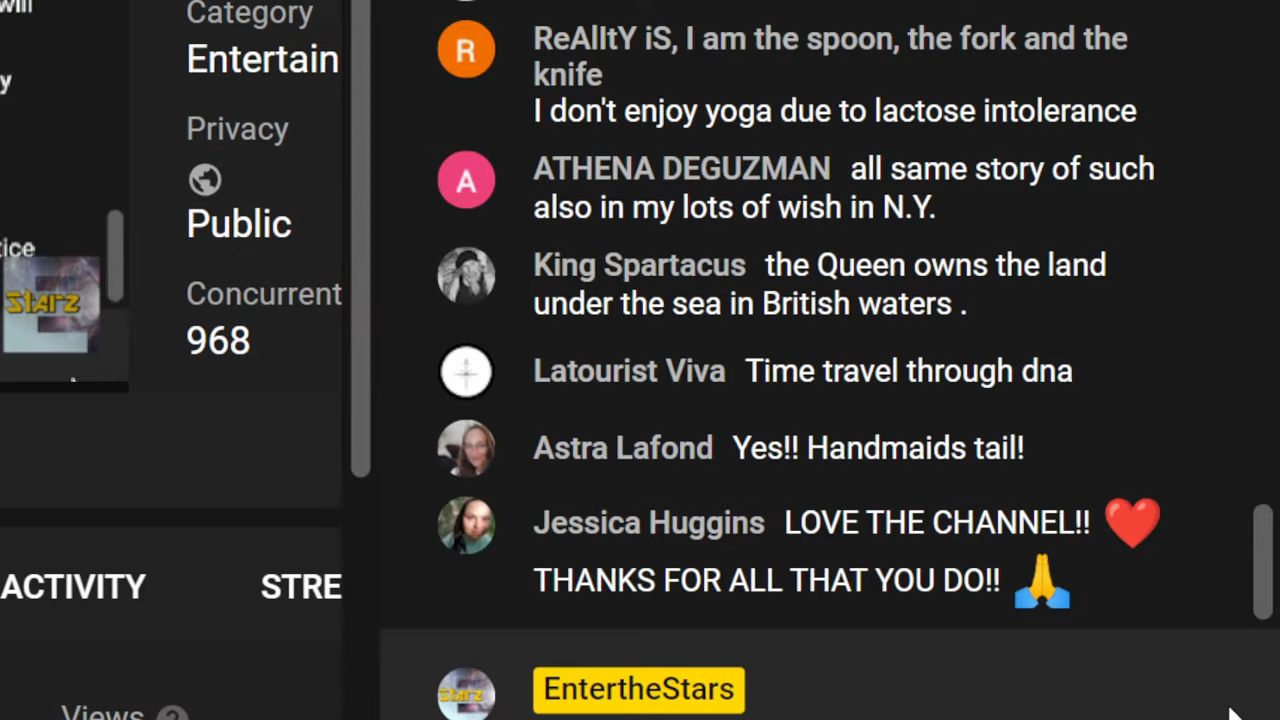 will
Category
Entertain
y
Privacy
Public
tice
Starz
Concurrent
968
ACTIVITY
STRE
Views ?
R
ReAlItY iS, I am the spoon, the fork and the
knife
I don't enjoy yoga due to lactose intolerance
A
ATHENA DEGUZMAN all same story of such
also in my lots of wish in N.Y.
King Spartacus the Queen owns the land
under the sea in British waters .
Latourist Viva Time travel through dna
Astra Lafond Yes!! Handmaids tail!
Jessica Huggins LOVE THE CHANNEL!! ❤️
THANKS FOR ALL THAT YOU DO!! 🙏
Starz
EntertheStars